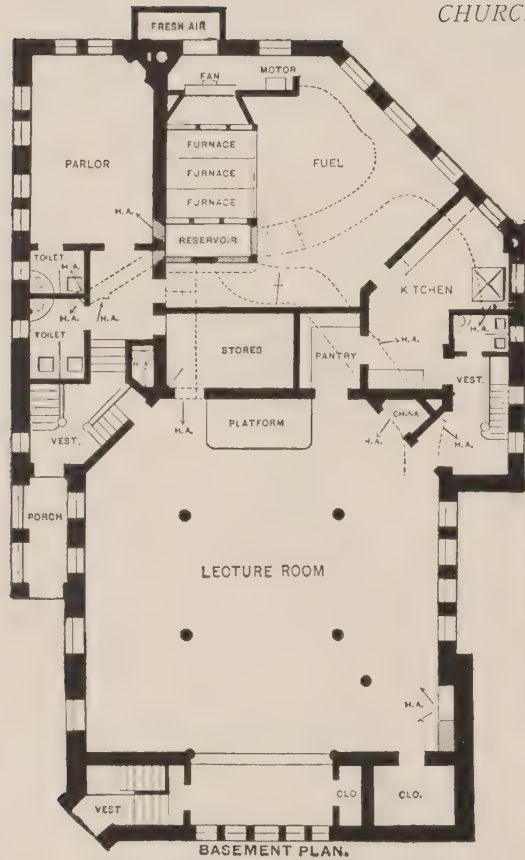 CHURC
FRESH AIR
FAN
MOTOR
FURNACE
PARLOR
FURNACE
FUEL
FURNACE
H.A.
RESERVOIR
TOILET
H.A.
KITCHEN
H.A.
H.A.
H.A.
TOILET
H.A.
STORES
PANTRY
H.A.
VEST.
PLATFORM
CHINA
VEST.
H.A.
H.A.
H.A.
PORCH
LECTURE ROOM
H.A.
VEST
CLO
CLO.
BASEMENT PLAN.